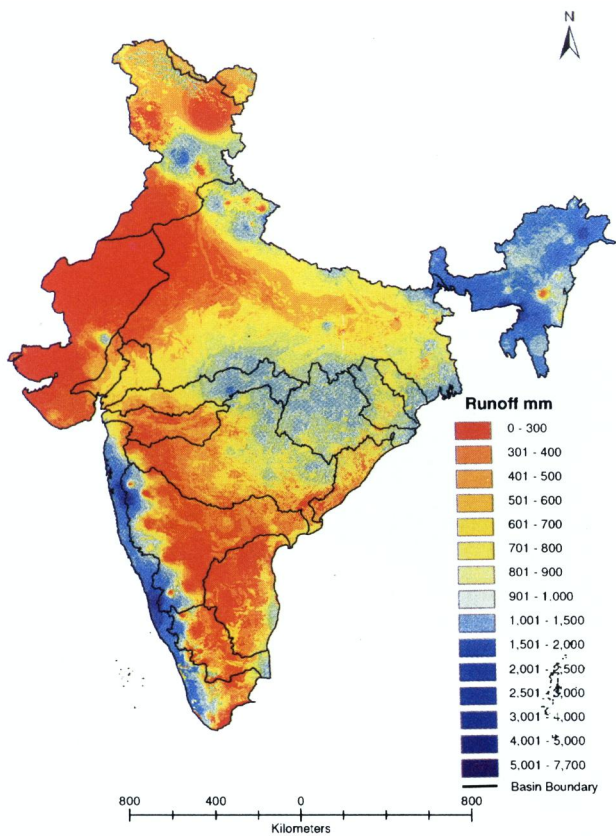 N
Runoff mm
0 - 300
301 - 400
401 - 500
501 - 600
601 - 700
701 - 800
801 - 900
901 - 1.000
1,001 - 1,500
1,501 - 2,000
2,001 - 2,500
2.501 - 3,000
3,001 - 4,000
4,001 - 5,000
5,001 - 7,700
Basin Boundary
800 400 0 800
Kilometers